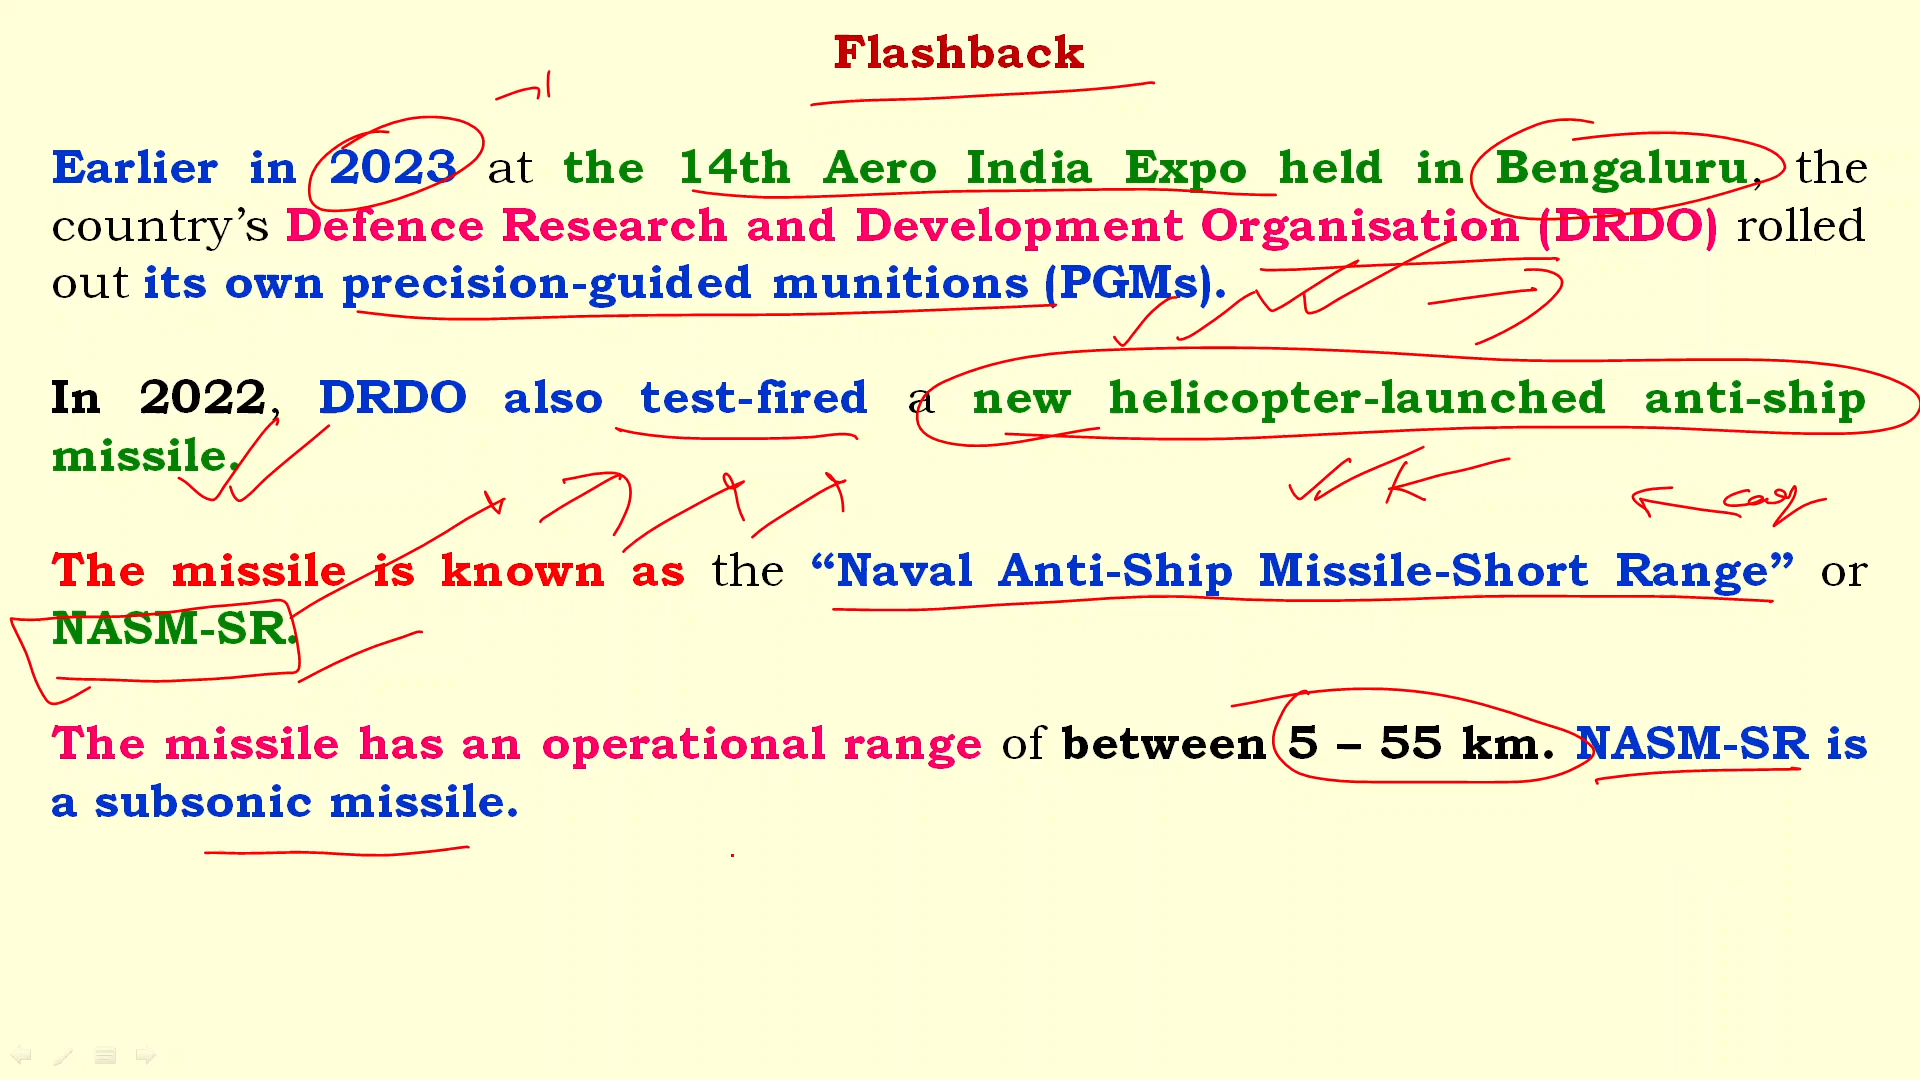 Flashback
Earlier in 2023 at the 14th Aero India Expo held in Bengaluru, the
country’s Defence Research and Development Organisation (DRDO) rolled
out its own precision-guided munitions (PGMs).
In 2022, DRDO also test-fired a new helicopter-launched anti-ship
missile.
The missile is known as the “Naval Anti-Ship Missile-Short Range” or
NASM-SR.
The missile has an operational range of between 5 – 55 km. NASM-SR is
a subsonic missile.